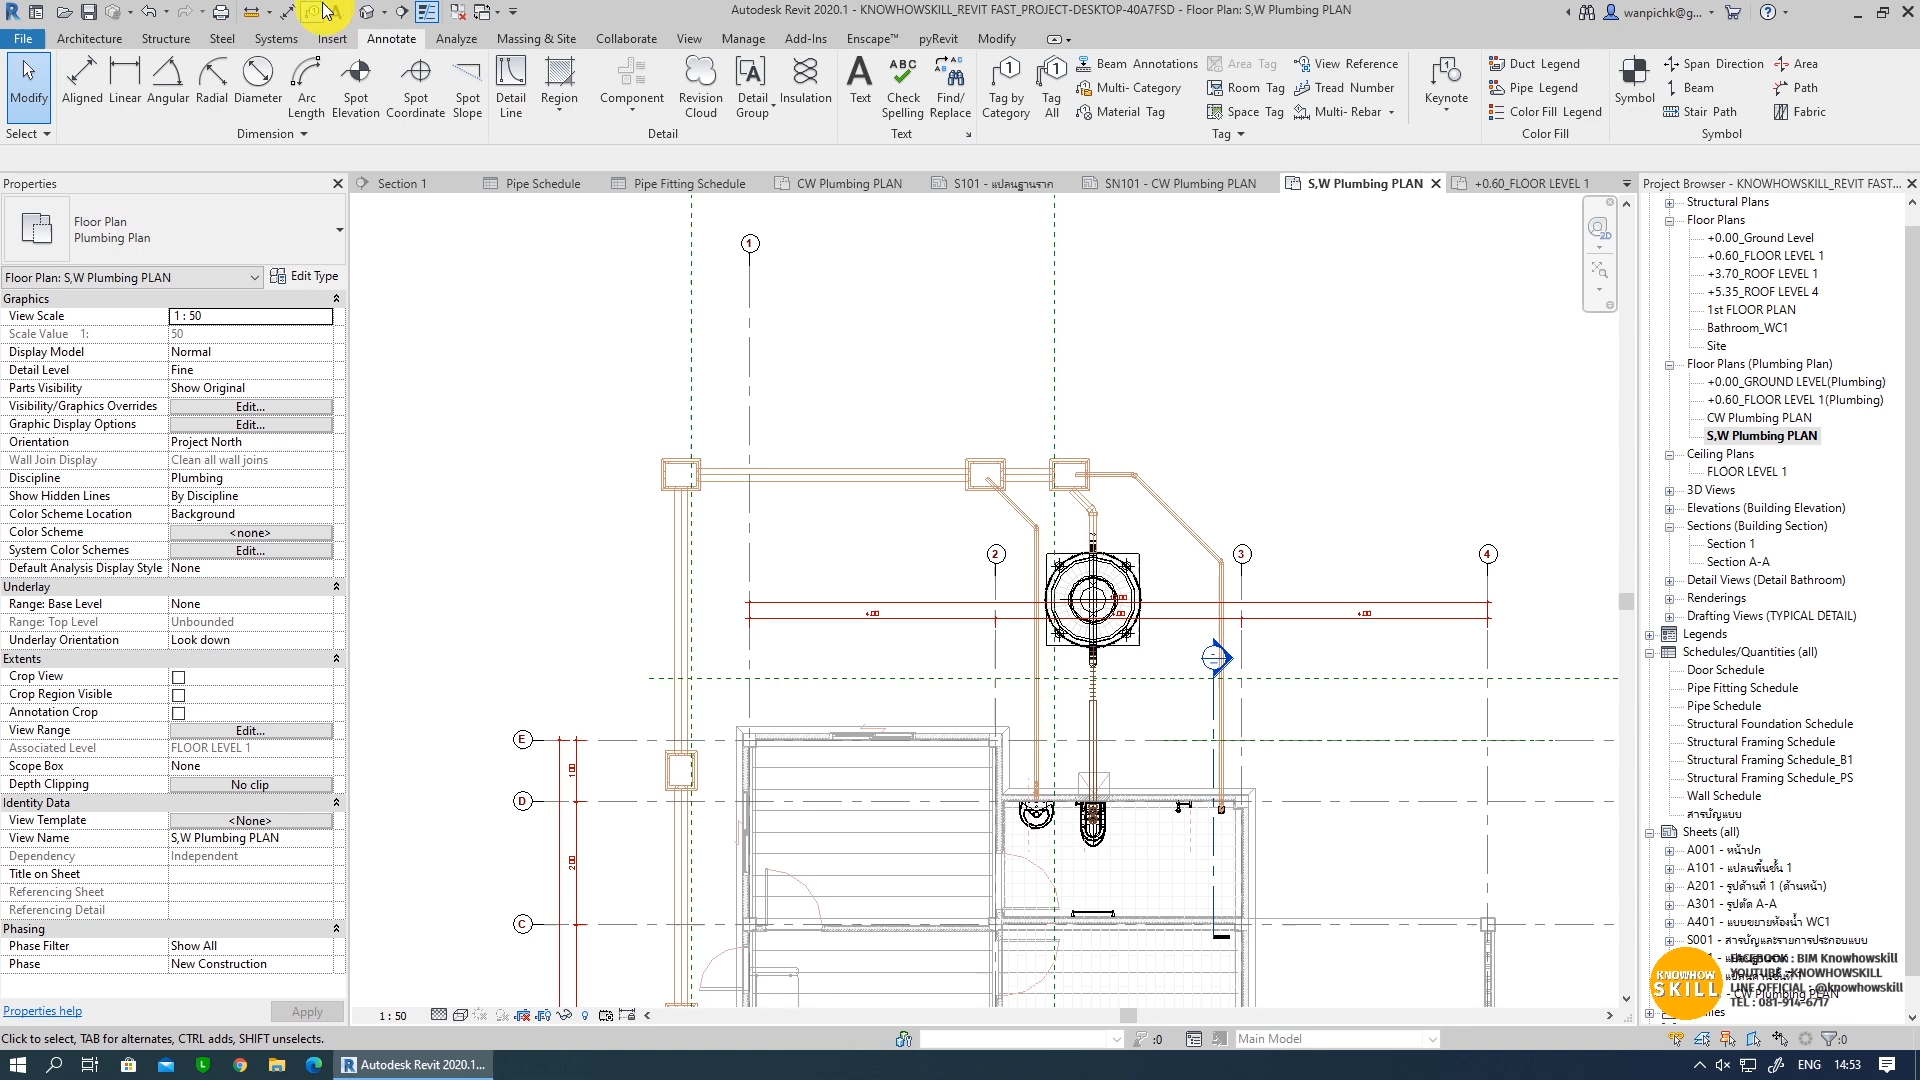 Autodesk Revit 2020.1 - KNOWHOWSKILL_REVIT FAST_PROJECT-DESKTOP-40A7FSD - Floor Plan: S,W Plumbing PLAN
wanpichk@g...
File Architecture Structure Steel Systems Insert Annotate Analyze Massing & Site Collaborate View Manage Add-Ins Enscape™ pyRevit Modify
Modify
Select
Aligned Linear Angular Radial Diameter Arc Length Spot Elevation Spot Coordinate Spot Slope
Dimension
Detail Line Region Component Revision Cloud Detail Group Insulation
Detail
Text Check Spelling Find/ Replace
Text
Tag by Category Tag All
Beam Annotations Area Tag View Reference
Multi- Category Room Tag Tread Number
Material Tag Space Tag Multi- Rebar
Tag
Keynote
Duct Legend
Pipe Legend
Color Fill Legend
Color Fill
Symbol
Span Direction Area
Beam Path
Stair Path Fabric
Symbol
Section 1 Pipe Schedule Pipe Fitting Schedule CW Plumbing PLAN S101 - แปลนฐานราก SN101 - CW Plumbing PLAN S,W Plumbing PLAN +0.60_FLOOR LEVEL 1
Properties
Floor Plan
Plumbing Plan
Floor Plan: S,W Plumbing PLAN Edit Type
Graphics
View Scale 1 : 50
Scale Value 1: 50
Display Model Normal
Detail Level Fine
Parts Visibility Show Original
Visibility/Graphics Overrides Edit...
Graphic Display Options Edit...
Orientation Project North
Wall Join Display Clean all wall joins
Discipline Plumbing
Show Hidden Lines By Discipline
Color Scheme Location Background
Color Scheme <none>
System Color Schemes Edit...
Default Analysis Display Style None
Underlay
Range: Base Level None
Range: Top Level Unbounded
Underlay Orientation Look down
Extents
Crop View
Crop Region Visible
Annotation Crop
View Range Edit...
Associated Level FLOOR LEVEL 1
Scope Box None
Depth Clipping No clip
Identity Data
View Template <None>
View Name S,W Plumbing PLAN
Dependency Independent
Title on Sheet
Referencing Sheet
Referencing Detail
Phasing
Phase Filter Show All
Phase New Construction
Properties help Apply
1
2
3
4
4.00
4.00
E
D
C
1.00
2.00
2D
Project Browser - KNOWHOWSKILL_REVIT FAST...
Structural Plans
Floor Plans
+0.00_Ground Level
+0.60_FLOOR LEVEL 1
+3.70_ROOF LEVEL 1
+5.35_ROOF LEVEL 4
1st FLOOR PLAN
Bathroom_WC1
Site
Floor Plans (Plumbing Plan)
+0.00_GROUND LEVEL(Plumbing)
+0.60_FLOOR LEVEL 1(Plumbing)
CW Plumbing PLAN
S,W Plumbing PLAN
Ceiling Plans
FLOOR LEVEL 1
3D Views
Elevations (Building Elevation)
Sections (Building Section)
Section 1
Section A-A
Detail Views (Detail Bathroom)
Renderings
Drafting Views (TYPICAL DETAIL)
Legends
Schedules/Quantities (all)
Door Schedule
Pipe Fitting Schedule
Pipe Schedule
Structural Foundation Schedule
Structural Framing Schedule
Structural Framing Schedule_B1
Structural Framing Schedule_PS
Wall Schedule
สารบัญแบบ
Sheets (all)
A001 - หน้าปก
A101 - แปลนพื้นชั้น 1
A201 - รูปด้านที่ 1 (ด้านหน้า)
A301 - รูปตัด A-A
A401 - แบบขยายห้องน้ำ WC1
S001 - สารบัญและรายการประกอบแบบ
KNOWHOW SKILL
FACEBOOK : BIM Knowhowskill
YOUTUBE : KNOWHOWSKILL
LINE OFFICIAL : @knowhowskill
TEL : 081-914-6717
CW Plumbing PLAN
1 : 50
Click to select, TAB for alternates, CTRL adds, SHIFT unselects. :0 Main Model :0
Autodesk Revit 2020.1... ENG 14:53